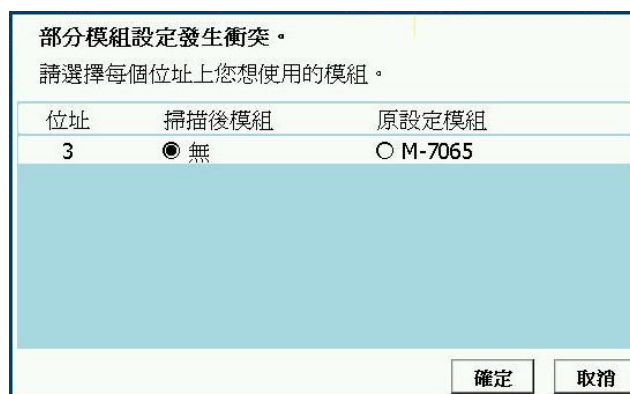 部分模組設定發生衝突。
請選擇每個位址上您想使用的模組。
位址 掃描後模組 原設定模組
3 無 M-7065
確定 取消